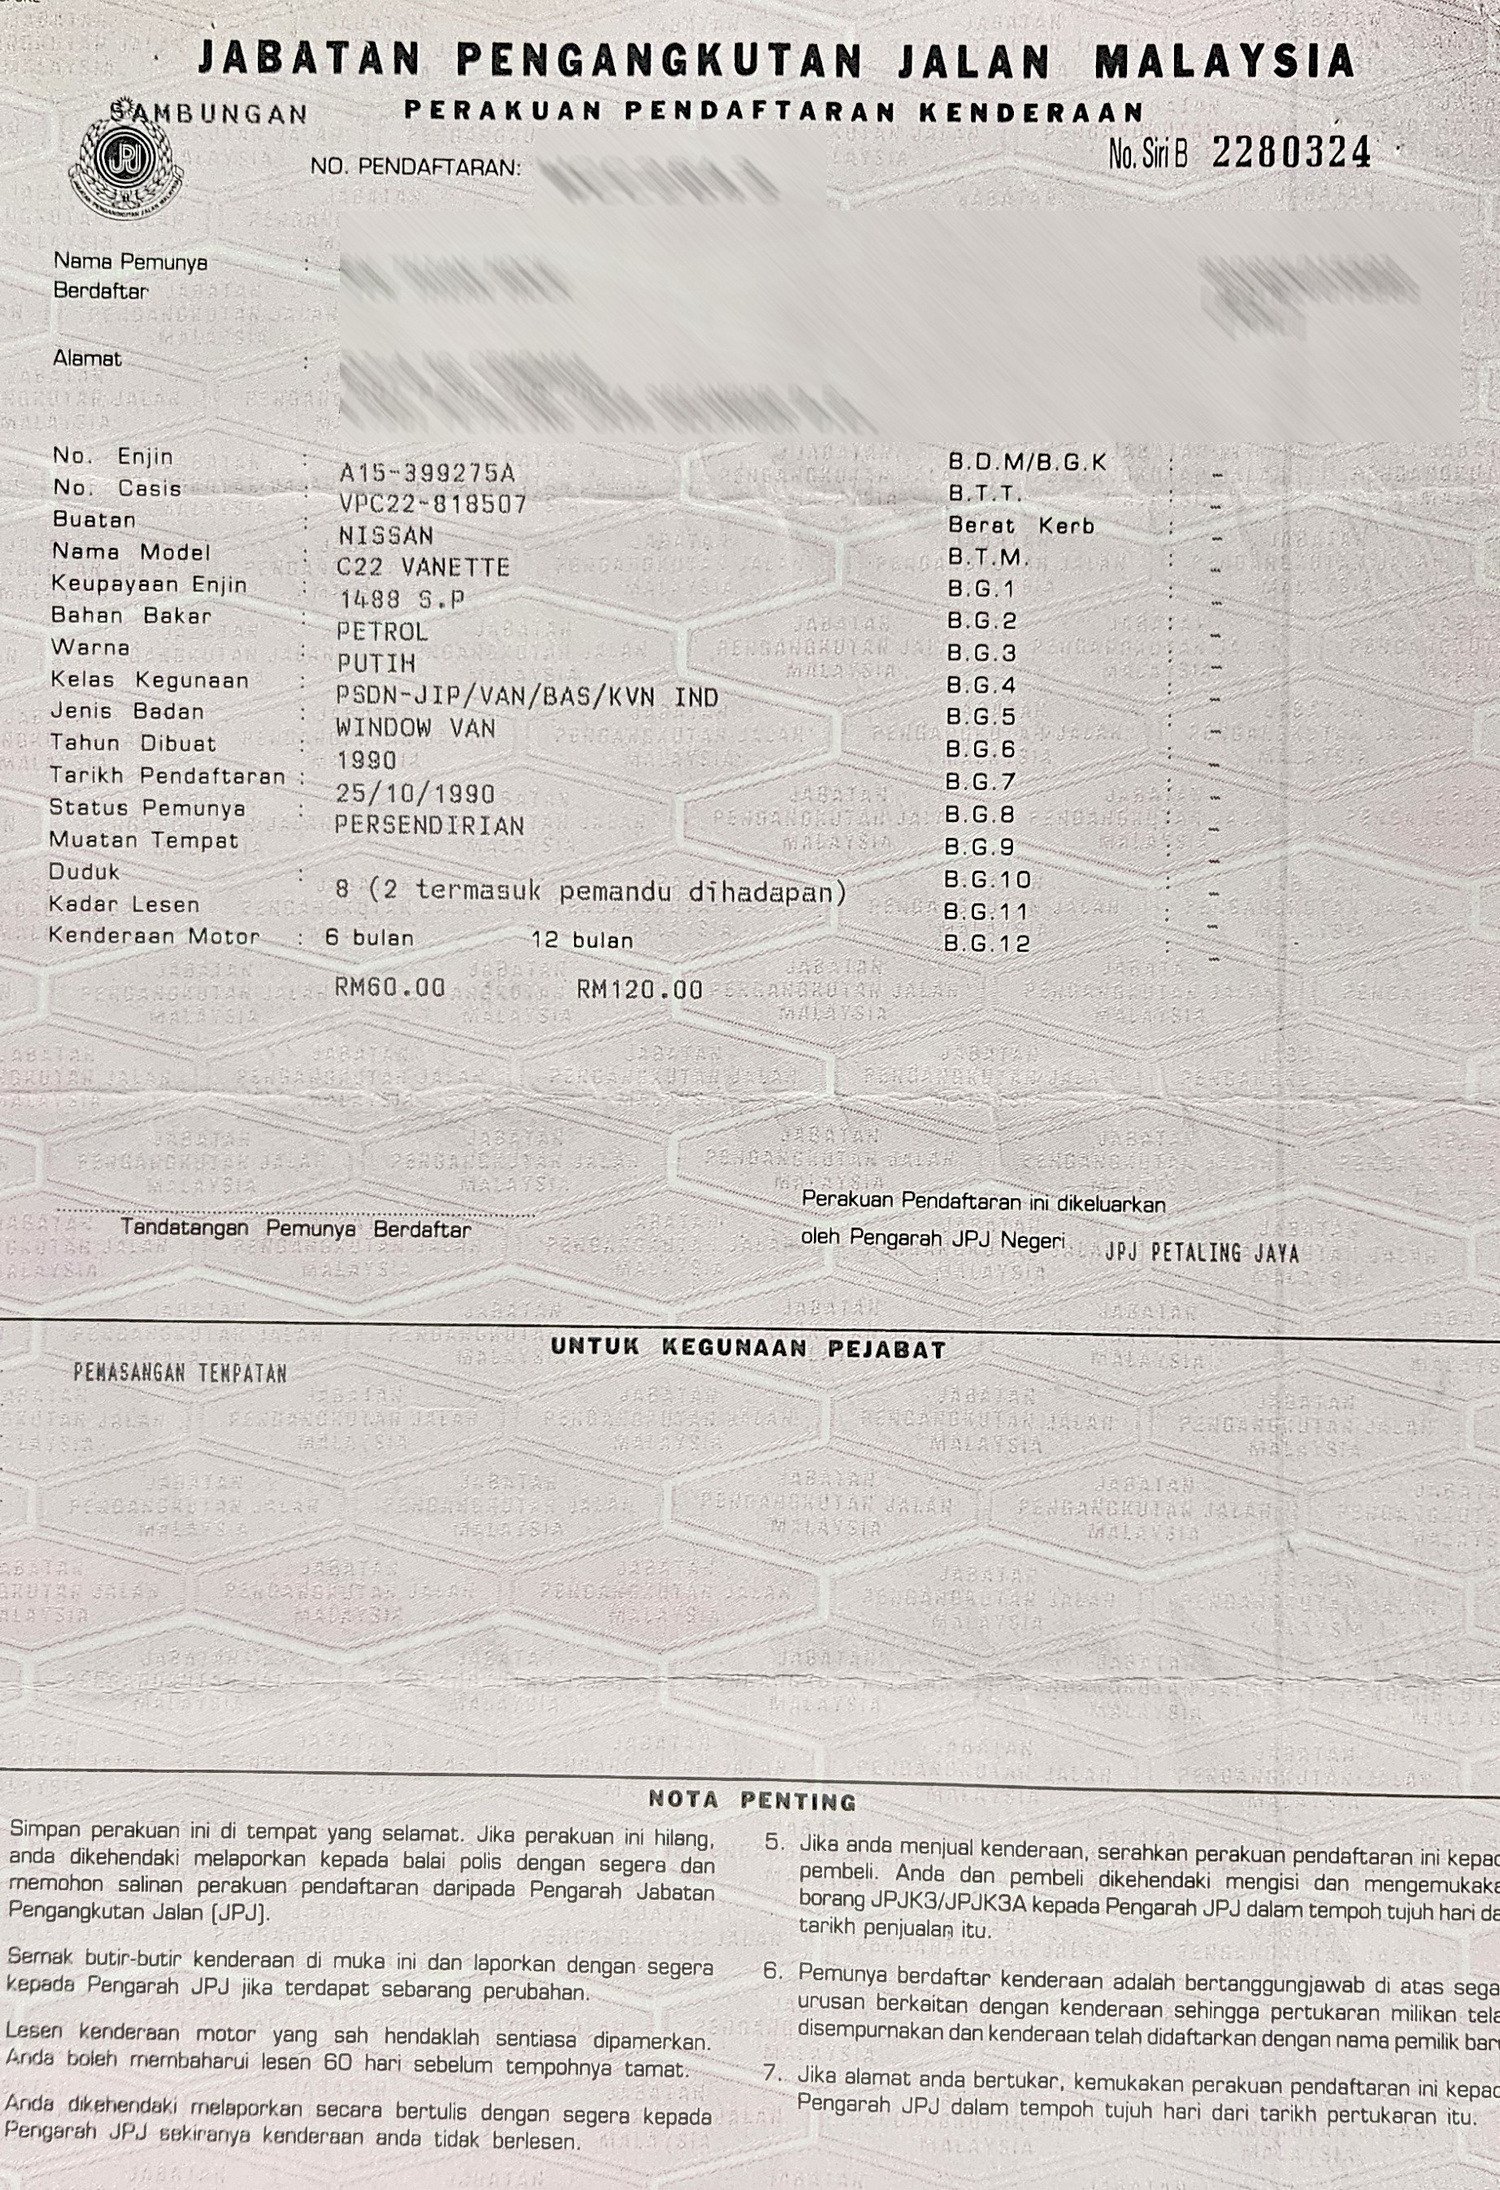 JABATAN PENGANGKUTAN JALAN MALAYSIA
PERAKUAN PENDAFTARAN KENDERAAN
SAMBUNGAN
No. Siri B 2280324
NO. PENDAFTARAN:
Nama Pemunya :
Berdaftar
Alamat :
No. Enjin : A15-399275A
No. Casis : VPC22-818507
Buatan : NISSAN
Nama Model : C22 VANETTE
Keupayaan Enjin : 1488 S.P
Bahan Bakar : PETROL
Warna : PUTIH
Kelas Kegunaan : PSDN-JIP/VAN/BAS/KVN IND
Jenis Badan : WINDOW VAN
Tahun Dibuat : 1990
Tarikh Pendaftaran : 25/10/1990
Status Pemunya : PERSENDIRIAN
Muatan Tempat
Duduk : 8 (2 termasuk pemandu dihadapan)
Kadar Lesen
Kenderaan Motor : 6 bulan 12 bulan
RM60.00 RM120.00
B.D.M/B.G.K : -
B.T.T. : -
Berat Kerb : -
B.T.M. : -
B.G.1 : -
B.G.2 : -
B.G.3 : -
B.G.4 : -
B.G.5 : -
B.G.6 : -
B.G.7 : -
B.G.8 : -
B.G.9 : -
B.G.10 : -
B.G.11 : -
B.G.12 : -
Tandatangan Pemunya Berdaftar
Perakuan Pendaftaran ini dikeluarkan
oleh Pengarah JPJ Negeri JPJ PETALING JAYA
UNTUK KEGUNAAN PEJABAT
PEMASANGAN TEMPATAN
NOTA PENTING
Simpan perakuan ini di tempat yang selamat. Jika perakuan ini hilang,
anda dikehendaki melaporkan kepada balai polis dengan segera dan
memohon salinan perakuan pendaftaran daripada Pengarah Jabatan
Pengangkutan Jalan (JPJ).
Semak butir-butir kenderaan di muka ini dan laporkan dengan segera
kepada Pengarah JPJ jika terdapat sebarang perubahan.
Lesen kenderaan motor yang sah hendaklah sentiasa dipamerkan.
Anda boleh membaharui lesen 60 hari sebelum tempohnya tamat.
Anda dikehendaki melaporkan secara bertulis dengan segera kepada
Pengarah JPJ sekiranya kenderaan anda tidak berlesen.
5. Jika anda menjual kenderaan, serahkan perakuan pendaftaran ini kepad
pembeli. Anda dan pembeli dikehendaki mengisi dan mengemukaka
borang JPJK3/JPJK3A kepada Pengarah JPJ dalam tempoh tujuh hari da
tarikh penjualan itu.
6. Pemunya berdaftar kenderaan adalah bertanggungjawab di atas sega
urusan berkaitan dengan kenderaan sehingga pertukaran milikan tela
disempurnakan dan kenderaan telah didaftarkan dengan nama pemilik bar
7. Jika alamat anda bertukar, kemukakan perakuan pendaftaran ini kepad
Pengarah JPJ dalam tempoh tujuh hari dari tarikh pertukaran itu.